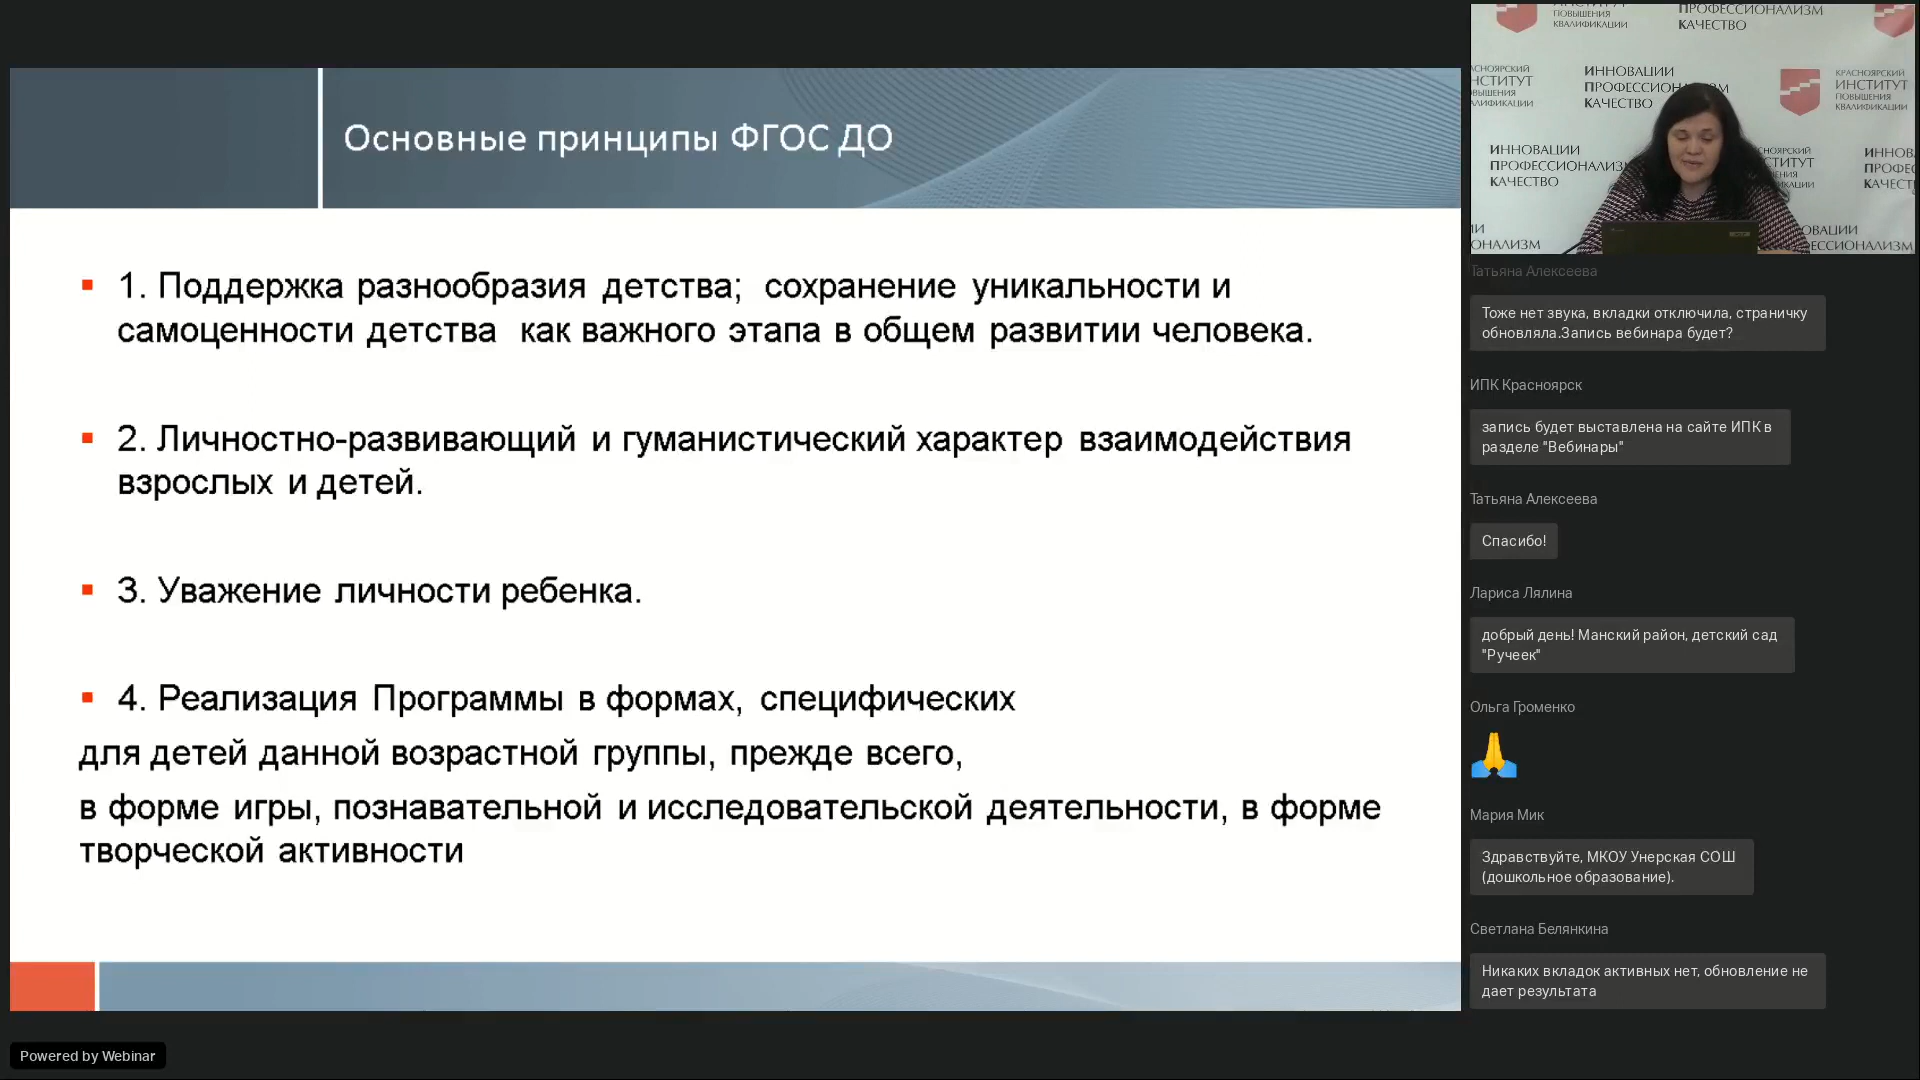 Основные принципы ФГОС ДО
1. Поддержка разнообразия детства; сохранение уникальности и
самоценности детства как важного этапа в общем развитии человека.
2. Личностно-развивающий и гуманистический характер взаимодействия
взрослых и детей.
3. Уважение личности ребенка.
4. Реализация Программы в формах, специфических
для детей данной возрастной группы, прежде всего,
в форме игры, познавательной и исследовательской деятельности, в форме
творческой активности
Powered by Webinar
ПОВЫШЕНИЯ
КВАЛИФИКАЦИИ
ПРОФЕССИОНАЛИЗМ
КАЧЕСТВО
ИННОВАЦИИ
КАЧЕСТВО
КРАСНОЯРСКИЙ
ИНСТИТУТ
ПОВЫШЕНИЯ
КВАЛИФИКАЦИИ
ИННОВАЦИИ
ПРОФЕССИОНАЛИЗМ
КАЧЕСТВО
Татьяна Алексеева
Тоже нет звука, вкладки отключила, страничку
обновляла.Запись вебинара будет?
ИПК Красноярск
запись будет выставлена на сайте ИПК в
разделе "Вебинары"
Татьяна Алексеева
Спасибо!
Лариса Лялина
добрый день! Манский район, детский сад
"Ручеек"
Ольга Громенко
Мария Мик
Здравствуйте, МКОУ Унерская СОШ
(дошкольное образование).
Светлана Белянкина
Никаких вкладок активных нет, обновление не
дает результата